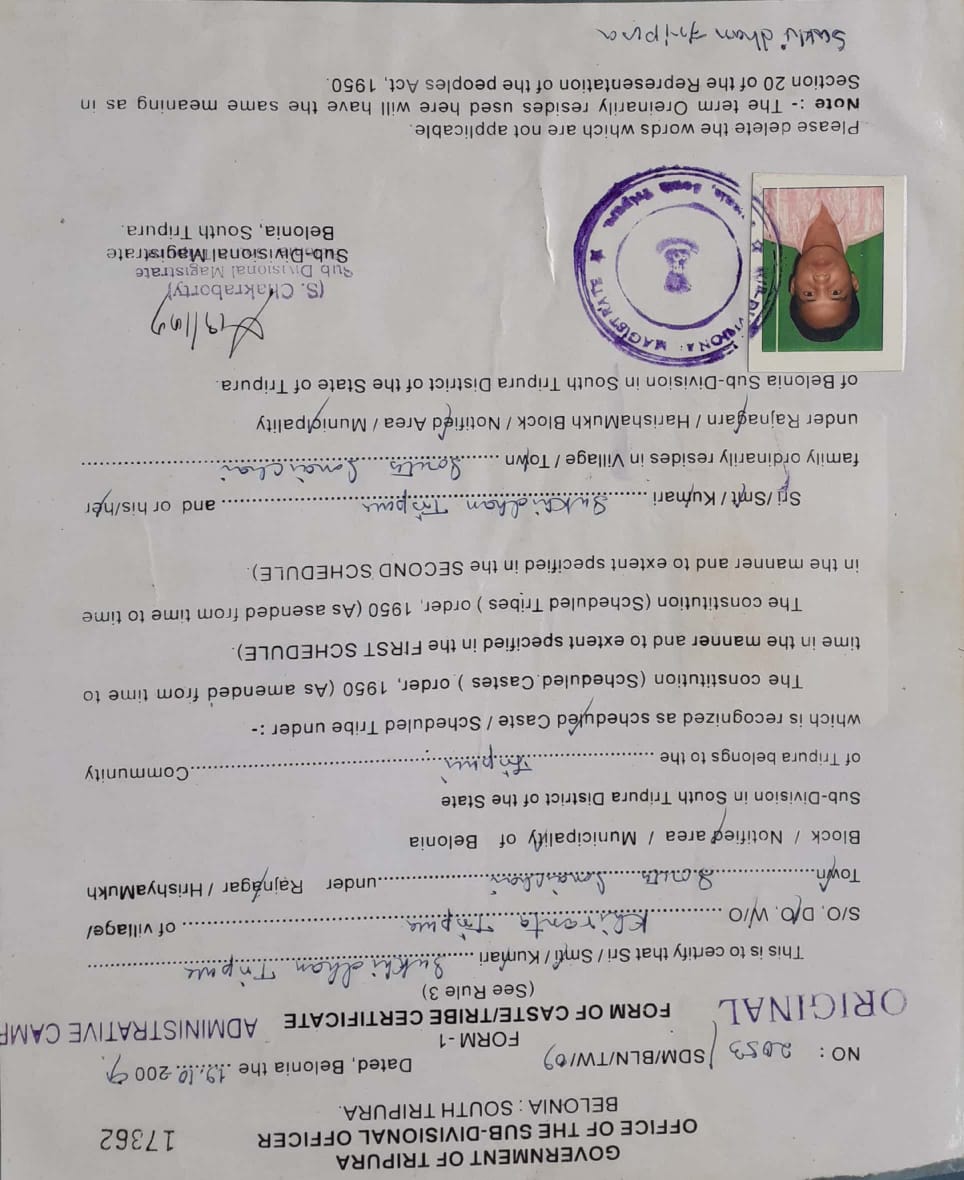 GOVERNMENT OF TRIPURA
OFFICE OF THE SUB-DIVISIONAL OFFICER
17362
BELONIA : SOUTH TRIPURA.
NO : 2053/SDM/BLN/TW/09
Dated, Belonia the 19.10.2009.
FORM -1
ORIGINAL
FORM OF CASTE/TRIBE CERTIFICATE
ADMINISTRATIVE CAMP
(See Rule 3)
This is to certify that Sri / Smti / Kumari ..... Sukhidhan Tripura ..............
S/O, D/O, W/O ........... Khiranta Tripura ............................ of village/
Town................ South Sonaichari ................under Rajnagar / HrishyaMukh
Block / Notified area / Municipality of Belonia
Sub-Division in South Tripura District of the State
of Tripura belongs to the .................. Tripuri ...................................Community
which is recognized as scheduled Caste / Scheduled Tribe under :-
The constitution (Scheduled Castes ) order, 1950 (As amended from time to
time in the manner and to extent specified in the FIRST SCHEDULE).
The constitution (Scheduled Tribes ) order, 1950 (As asended from time to time
in the manner and to extent specified in the SECOND SCHEDULE).
Sri /Smt / Kumari ...... Sukhidhan Tripura ..................... and or his/her
family ordinarily resides in Village / Town ...... South Sonaichari .....................
under Rajnagarn / HarishaMukh Block / Notified Area / Municipality
of Belonia Sub-Division in South Tripura District of the State of Tripura.
MAGISTRATE
South Tripura
(S. Chakraborty)
Sub Divisional Magistrate
Sub-Divisional Magistrate
Belonia, South Tripura.
Please delete the words which are not applicable.
Note :- The term Oreinarily resides used here will have the same meaning as in
Section 20 of the Representation of the peoples Act, 1950.
Sukhidhan Tripura